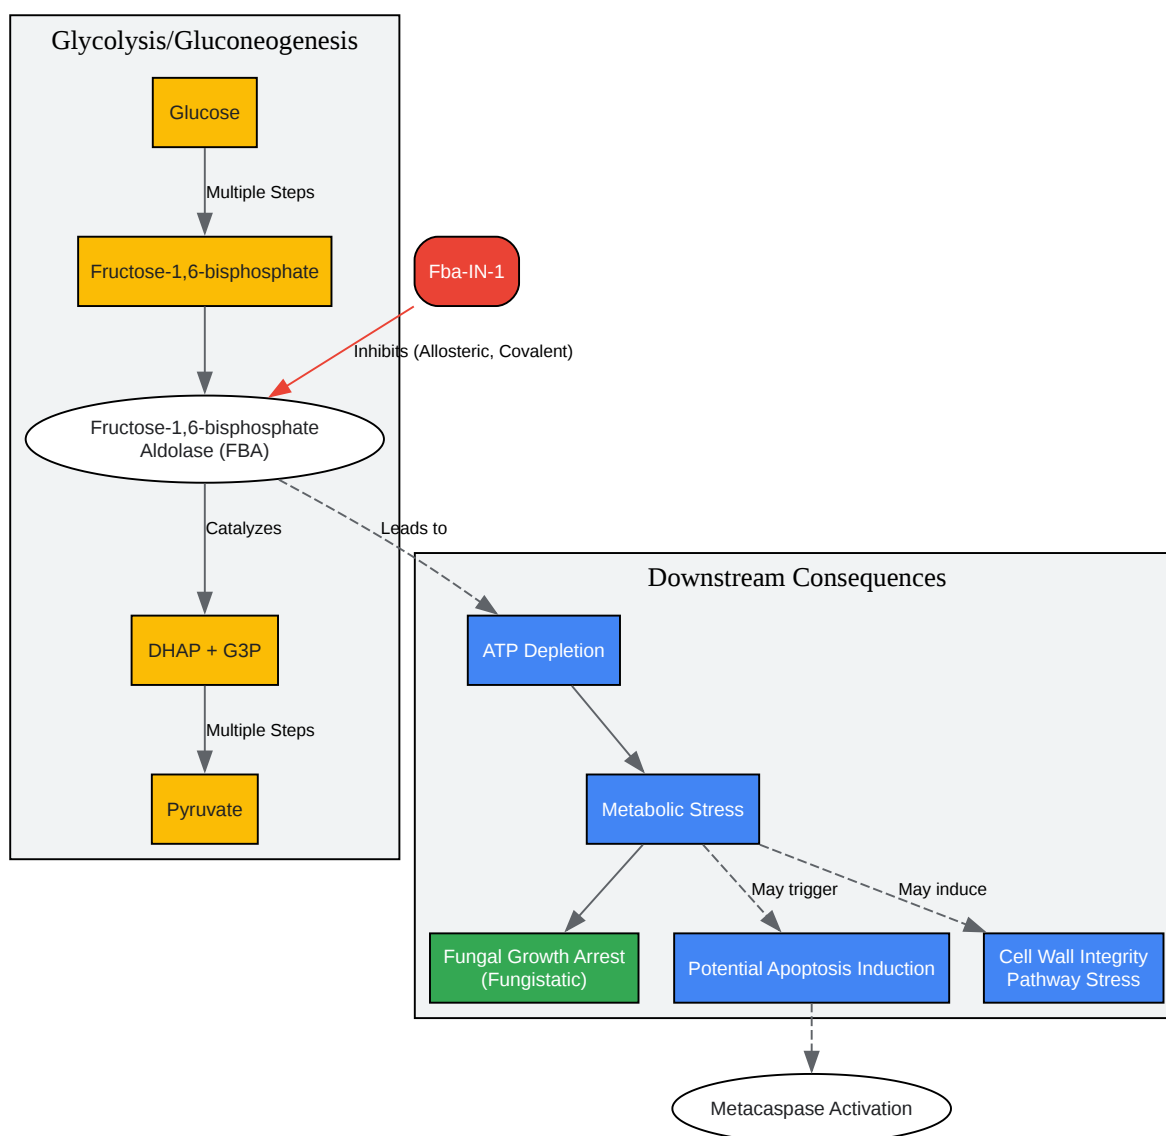 Glycolysis/Gluconeogenesis
Glucose
Multiple Steps
Fructose-1,6-bisphosphate
Fba-IN-1
Inhibits (Allosteric, Covalent)
Fructose-1,6-bisphosphate
Aldolase (FBA)
Catalyzes
Leads to
Downstream Consequences
DHAP + G3P
ATP Depletion
Multiple Steps
Pyruvate
Metabolic Stress
May trigger
May induce
Fungal Growth Arrest
(Fungistatic)
Potential Apoptosis Induction
Cell Wall Integrity
Pathway Stress
Metacaspase Activation